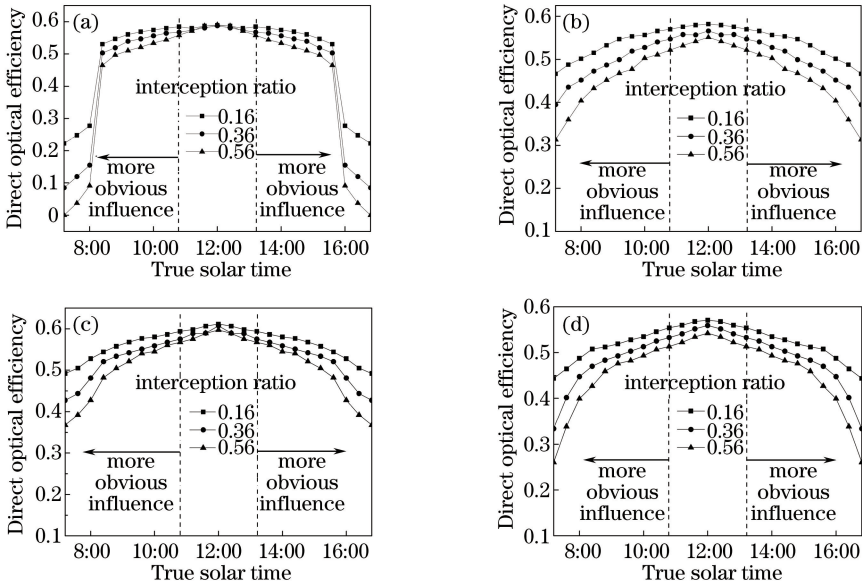 (a)
Direct optical efficiency
0.6
0.5
0.4
0.3
0.2
0.1
0
interception ratio
0.16
0.36
0.56
more
obvious
influence
more
obvious
influence
8:00 10:00 12:00 14:00 16:00
True solar time
(b)
Direct optical efficiency
0.6
0.5
0.4
0.3
0.2
0.1
interception ratio
0.16
0.36
0.56
more
obvious
influence
more
obvious
influence
8:00 10:00 12:00 14:00 16:00
True solar time
(c)
Direct optical efficiency
0.6
0.5
0.4
0.3
0.2
0.1
interception ratio
0.16
0.36
0.56
more
obvious
influence
more
obvious
influence
8:00 10:00 12:00 14:00 16:00
True solar time
(d)
Direct optical efficiency
0.6
0.5
0.4
0.3
0.2
0.1
interception ratio
0.16
0.36
0.56
more
obvious
influence
more
obvious
influence
8:00 10:00 12:00 14:00 16:00
True solar time